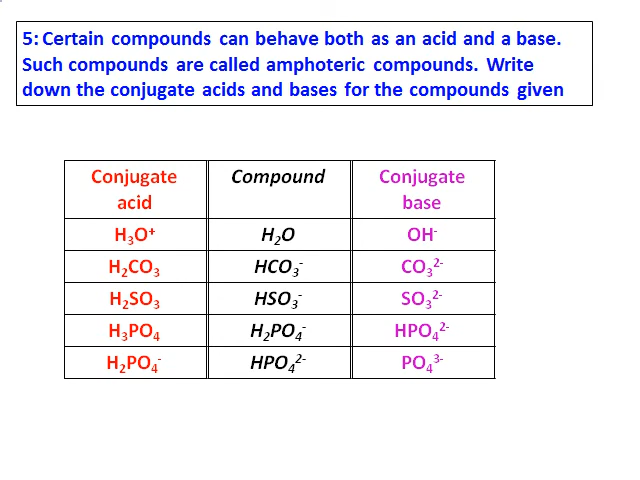 5: Certain compounds can behave both as an acid and a base.
Such compounds are called amphoteric compounds. Write
down the conjugate acids and bases for the compounds given
Conjugate acid Compound Conjugate base
H₃O⁺ H₂O OH⁻
H₂CO₃ HCO₃⁻ CO₃²⁻
H₂SO₃ HSO₃⁻ SO₃²⁻
H₃PO₄ H₂PO₄⁻ HPO₄²⁻
H₂PO₄⁻ HPO₄²⁻ PO₄³⁻